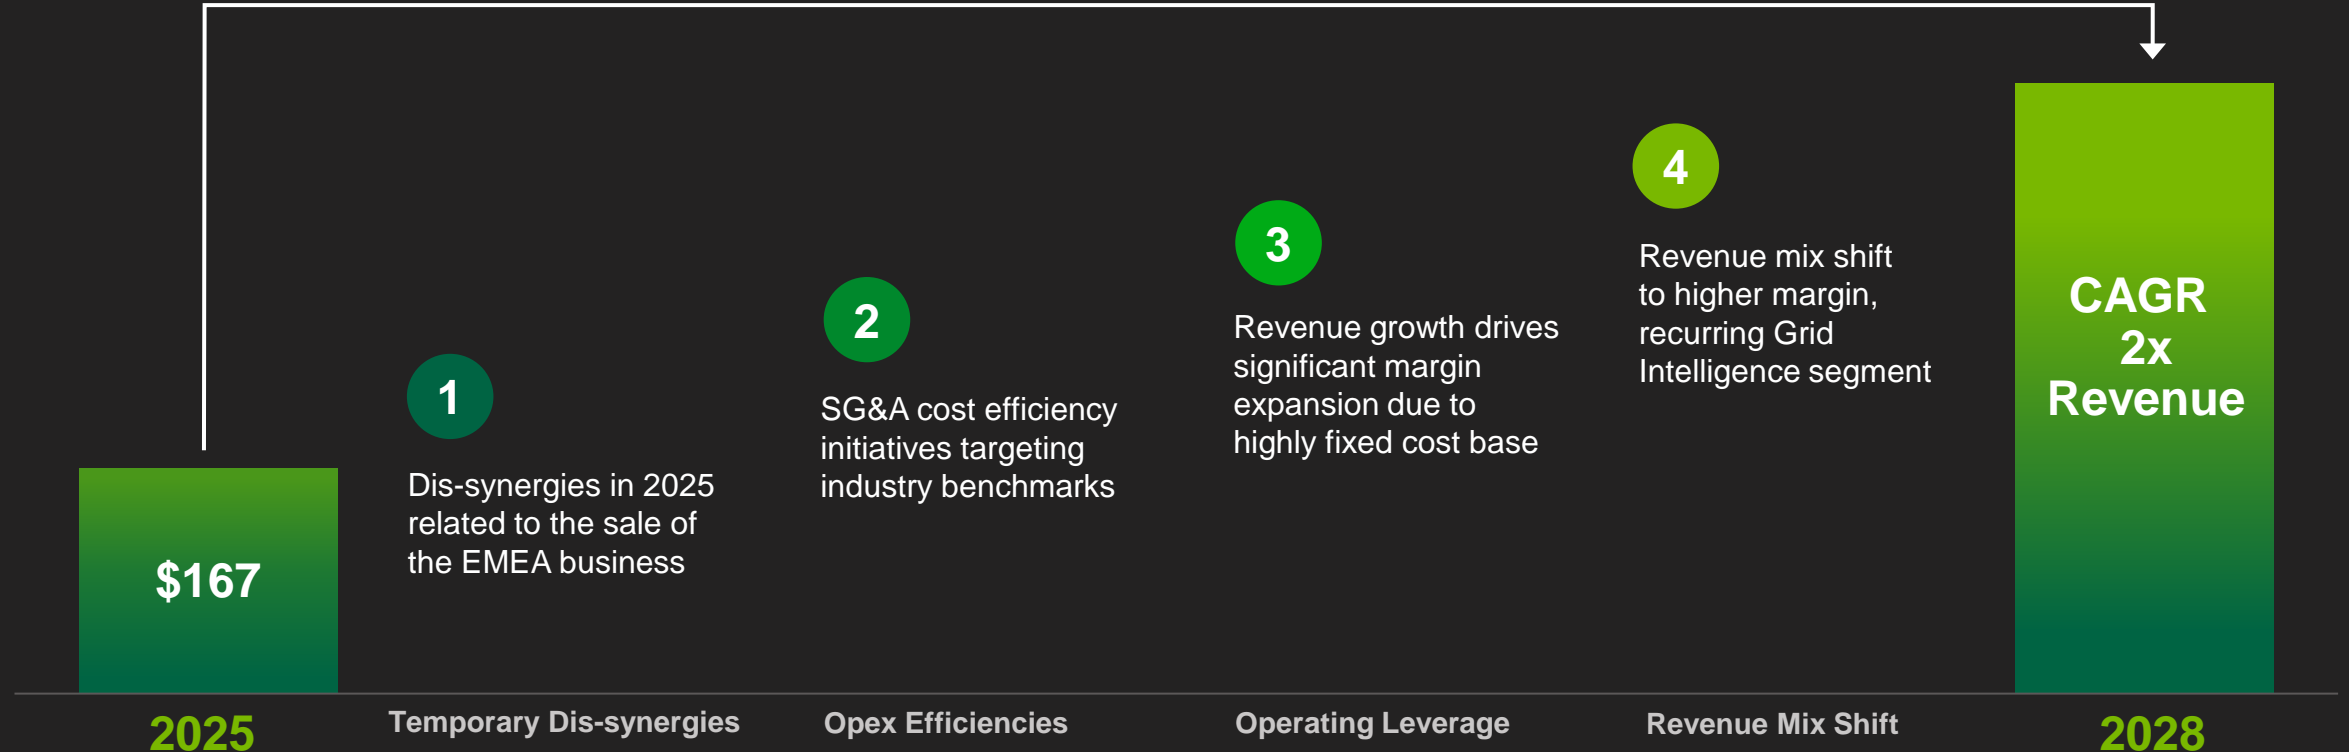 $167
2025
1
Dis-synergies in 2025
related to the sale of
the EMEA business
Temporary Dis-synergies
2
SG&A cost efficiency
initiatives targeting
industry benchmarks
Opex Efficiencies
3
Revenue growth drives
significant margin
expansion due to
highly fixed cost base
Operating Leverage
4
Revenue mix shift
to higher margin,
recurring Grid
Intelligence segment
Revenue Mix Shift
CAGR
2x
Revenue
2028